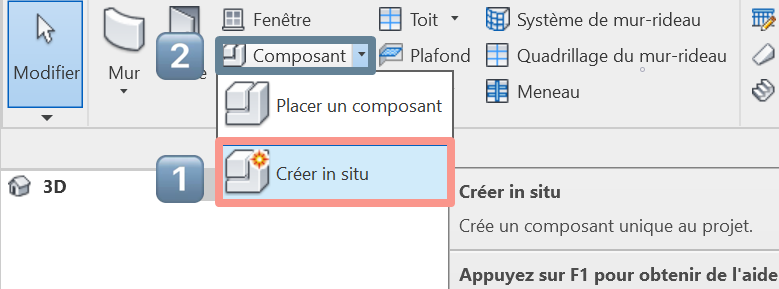 Modifier
Mur
2
Fenêtre
Composant
Toit
Plafond
Système de mur-rideau
Quadrillage du mur-rideau
Meneau
Placer un composant
1
Créer in situ
3D
Créer in situ
Crée un composant unique au projet.
Appuyez sur F1 pour obtenir de l'aide